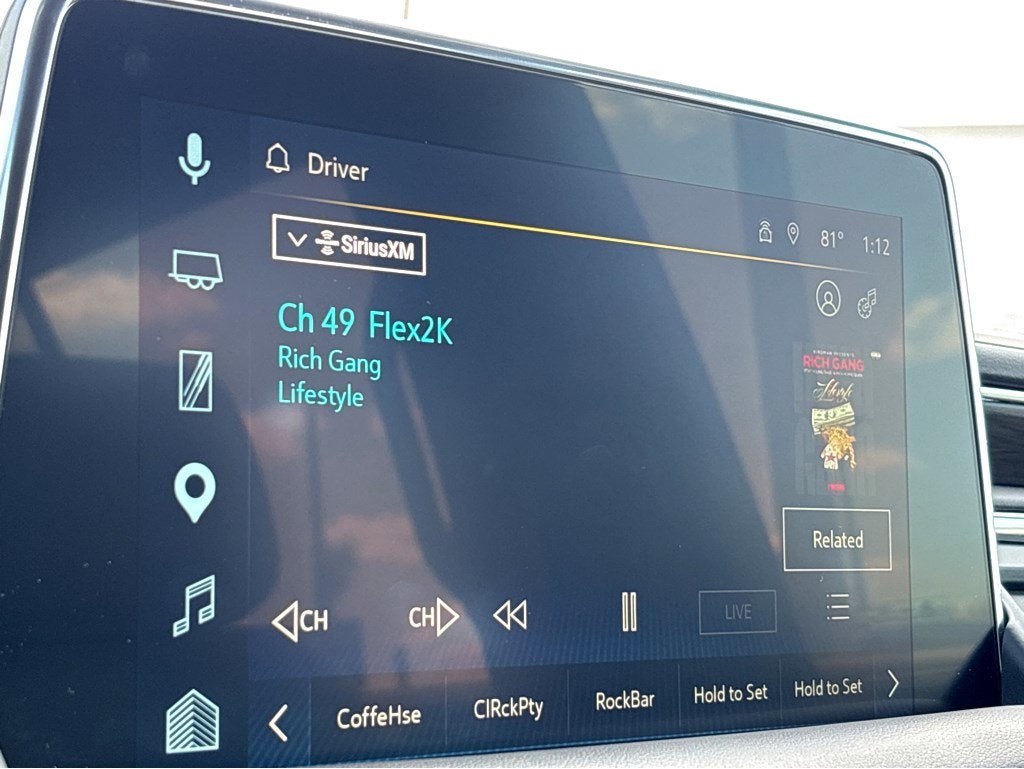 Driver
81° 1:12
SiriusXM
Ch 49 Flex2K
Rich Gang
Lifestyle
RICH GANG
Lifestyle
Related
CH
CH
LIVE
CoffeHse
ClRckPty
RockBar
Hold to Set
Hold to Set